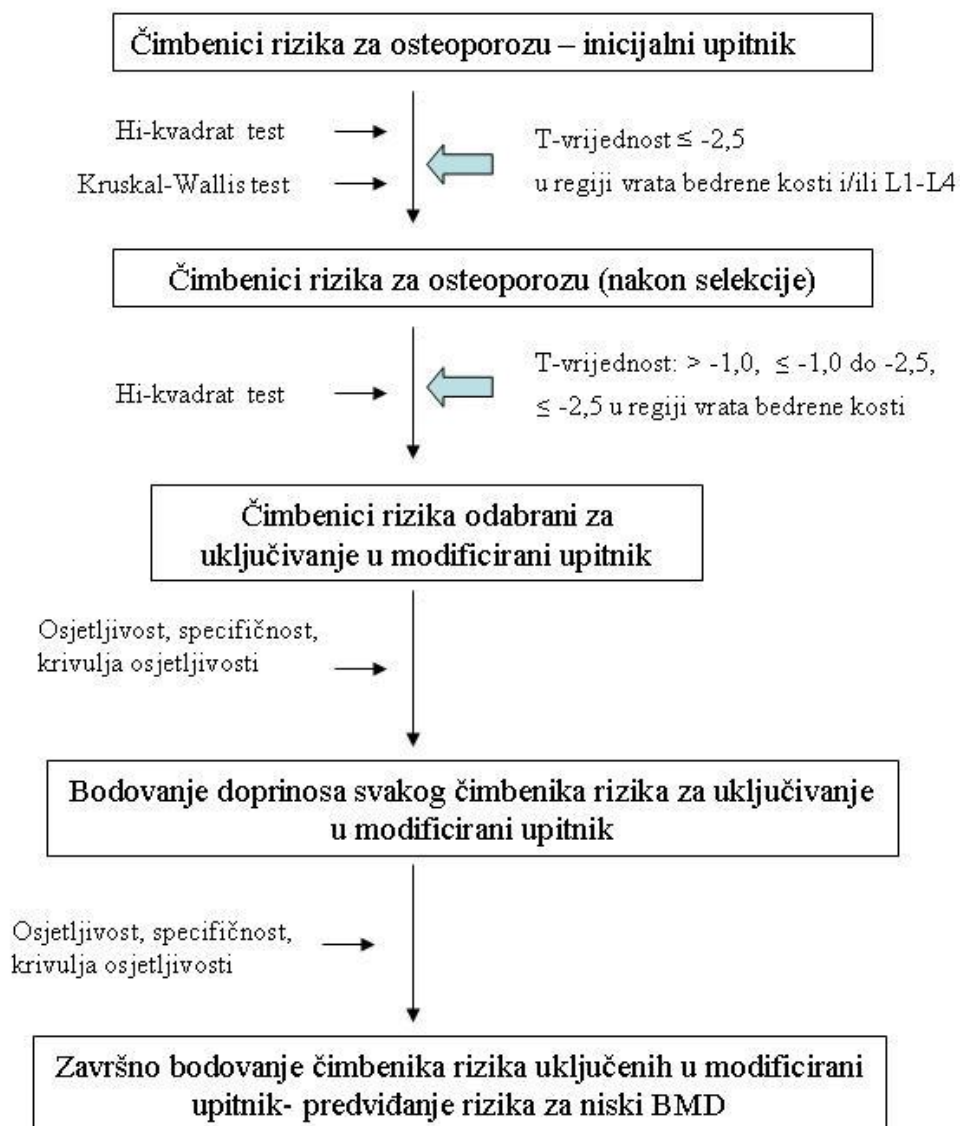 Čimbenici rizika za osteoporozu – inicijalni upitnik
Hi-kvadrat test
Kruskal-Wallis test
T-vrijednost ≤ -2,5
u regiji vrata bedrene kosti i/ili L1-L4
Čimbenici rizika za osteoporozu (nakon selekcije)
Hi-kvadrat test
T-vrijednost: > -1,0, ≤ -1,0 do -2,5,
≤ -2,5 u regiji vrata bedrene kosti
Čimbenici rizika odabrani za
uključivanje u modificirani upitnik
Osjetljivost, specifičnost,
krivulja osjetljivosti
Bodovanje doprinosa svakog čimbenika rizika za uključivanje
u modificirani upitnik
Osjetljivost, specifičnost,
krivulja osjetljivosti
Završno bodovanje čimbenika rizika uključenih u modificirani
upitnik- predviđanje rizika za niski BMD